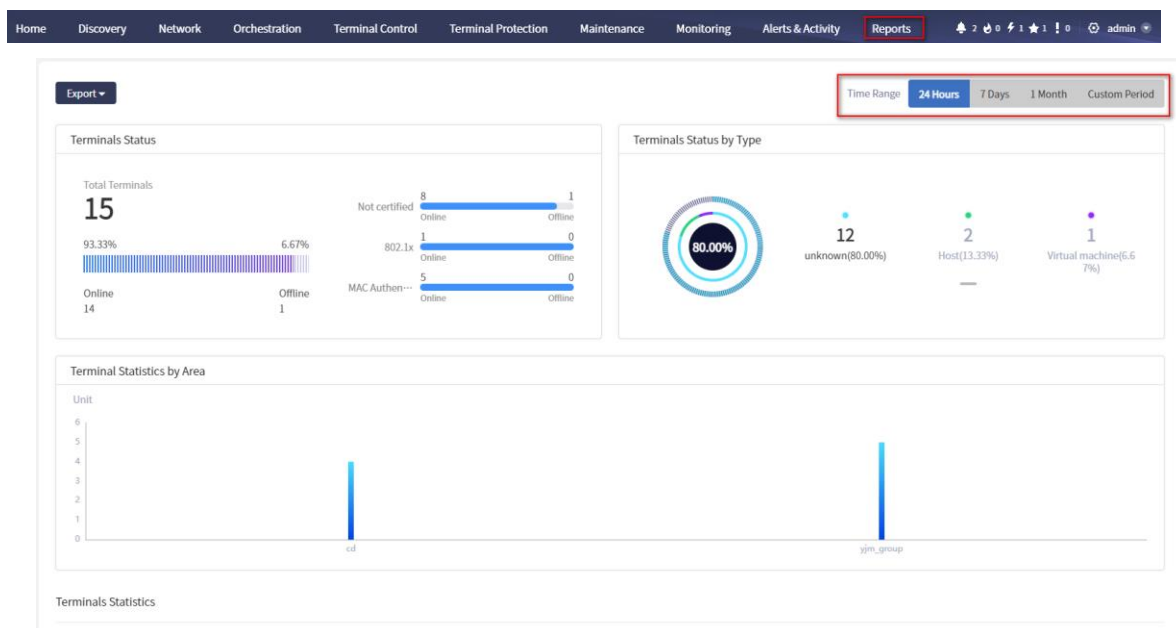 Home Discovery Network Orchestration Terminal Control Terminal Protection Maintenance Monitoring Alerts & Activity Reports 2 0 1 1 0 admin
Export Time Range 24 Hours 7 Days 1 Month Custom Period
Terminals Status
Total Terminals
15
93.33% 6.67%
Online Offline
14 1
8 1
Not certified
Online Offline
1 0
802.1x
Online Offline
5 0
MAC Authen···
Online Offline
Terminals Status by Type
80.00%
12
unknown(80.00%)
2
Host(13.33%)
1
Virtual machine(6.6
7%)
Terminal Statistics by Area
Unit
6
5
4
3
2
1
0
cd yjm_group
Terminals Statistics